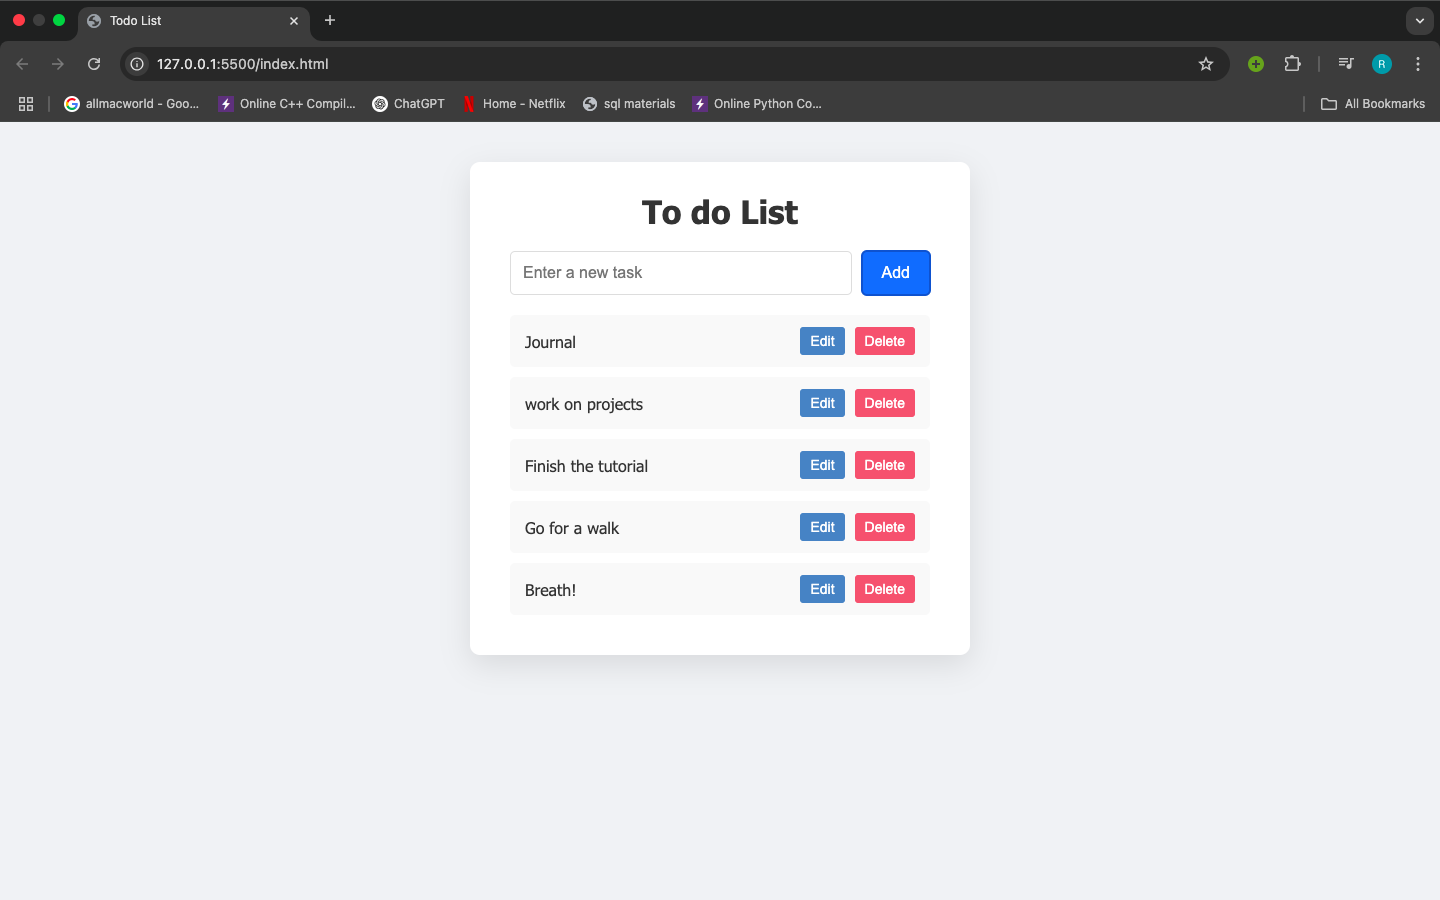 Todo List
127.0.0.1:5500/index.html
R
allmacworld - Goo...
Online C++ Compil...
ChatGPT
Home - Netflix
sql materials
Online Python Co...
All Bookmarks
To do List
Enter a new task
Add
Journal
Edit
Delete
work on projects
Edit
Delete
Finish the tutorial
Edit
Delete
Go for a walk
Edit
Delete
Breath!
Edit
Delete